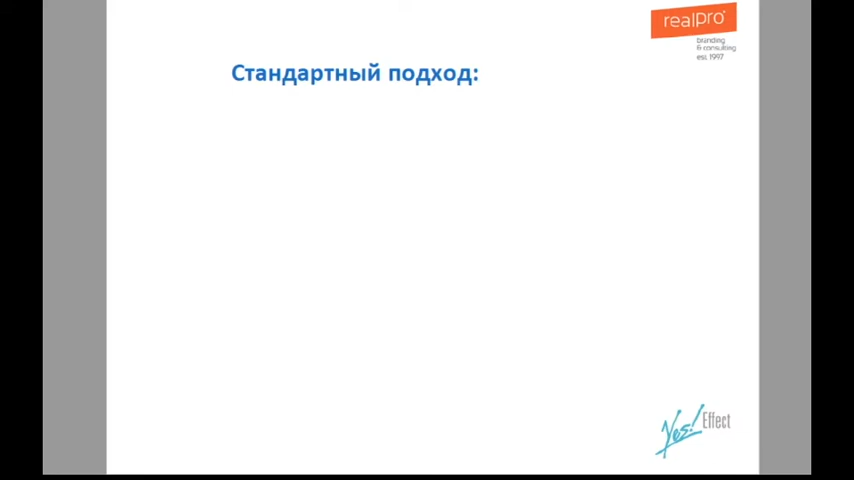 realpro
branding
& consulting
est 1997
Стандартный подход:
Yes! Effect